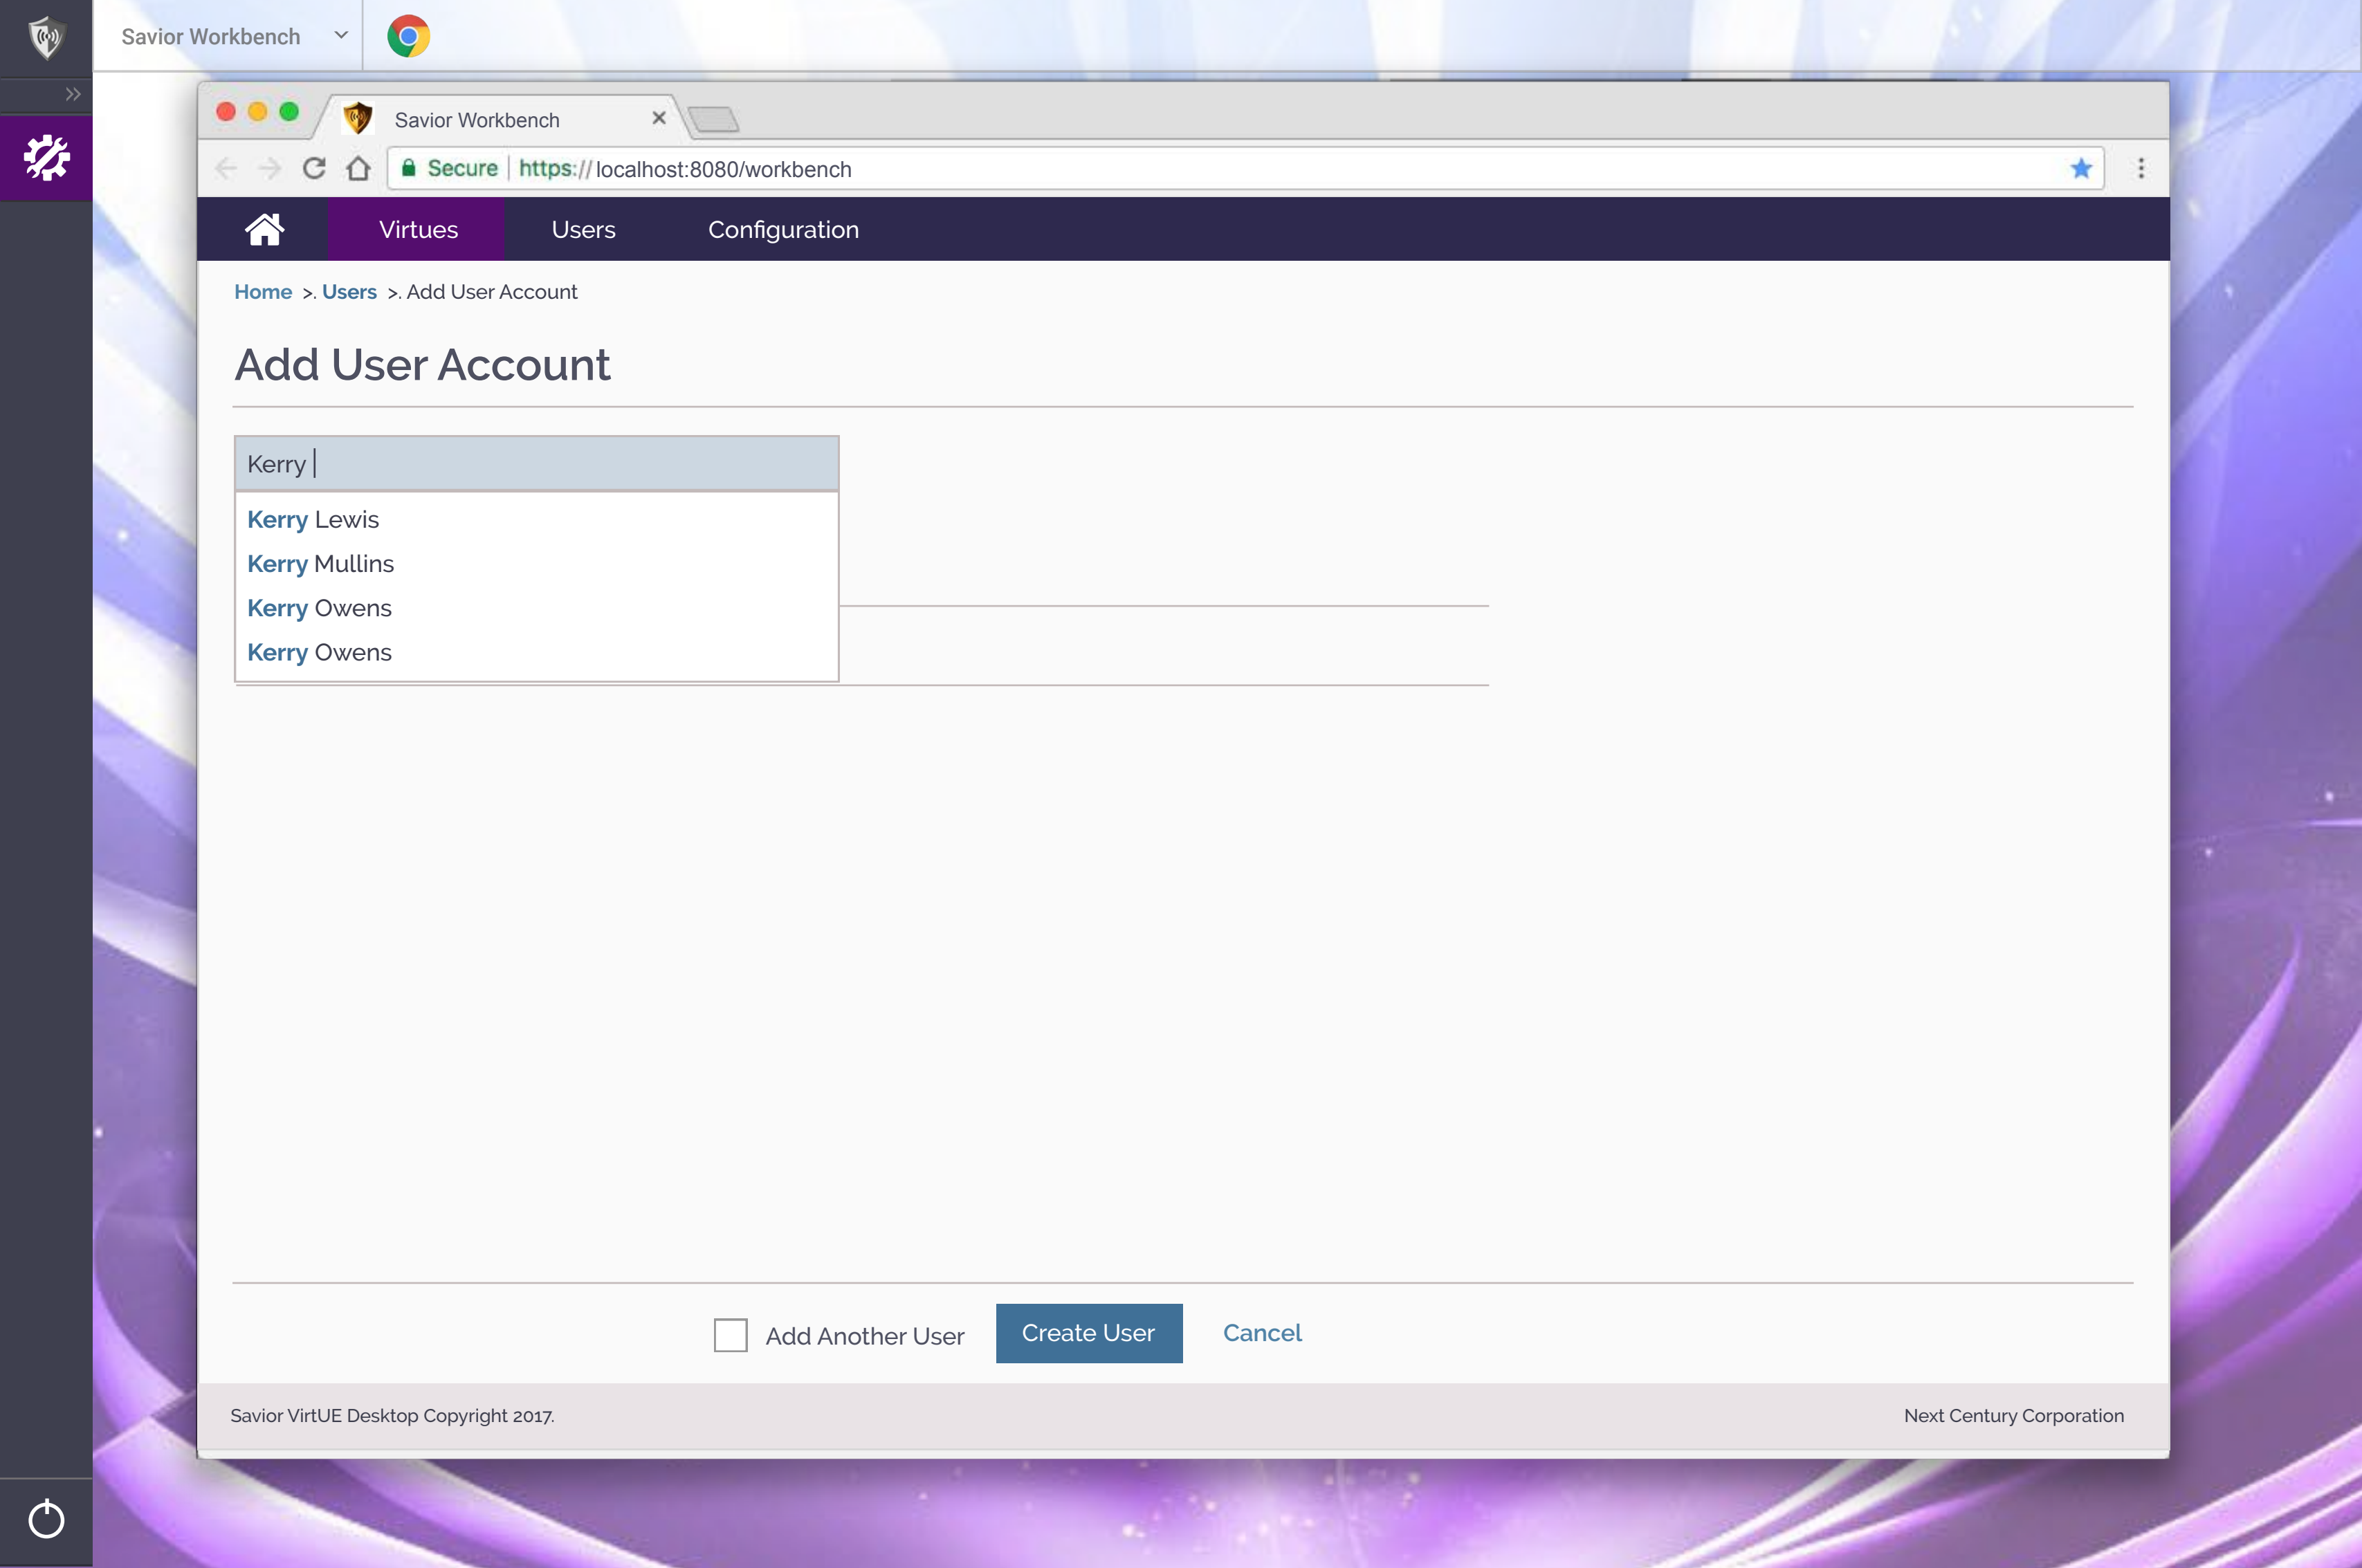 Savior Workbench
Savior Workbench
Secure https://localhost:8080/workbench
Virtues Users Configuration
Home >. Users >. Add User Account
Add User Account
Kerry
Kerry Lewis
Kerry Mullins
Kerry Owens
Kerry Owens
Add Another User Create User Cancel
Savior VirtUE Desktop Copyright 2017. Next Century Corporation